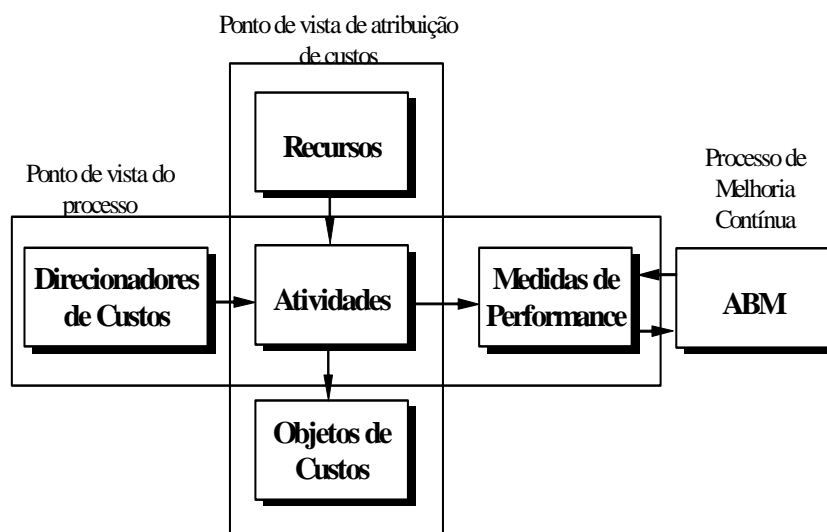 Ponto de vista de atribuição
de custos
Recursos
Ponto de vista do
processo
Processo de
Melhoria
Contínua
Direcionadores
de Custos
Atividades
Medidas de
Performance
ABM
Objetos de
Custos